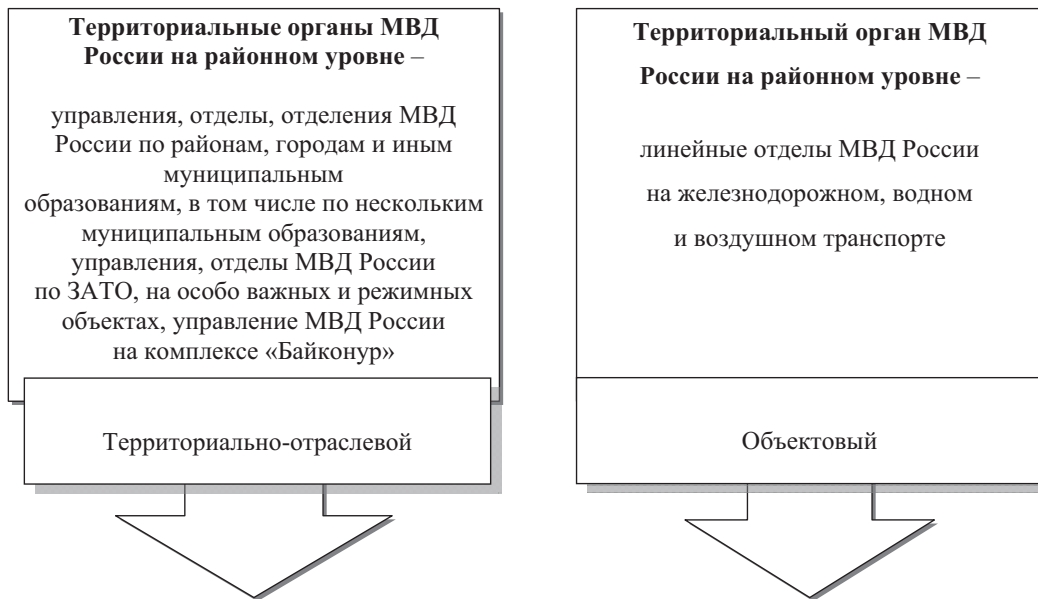 Территориальные органы МВД
России на районном уровне –
управления, отделы, отделения МВД
России по районам, городам и иным
муниципальным
образованиям, в том числе по нескольким
муниципальным образованиям,
управления, отделы МВД России
по ЗАТО, на особо важных и режимных
объектах, управление МВД России
на комплексе «Байконур»
Территориально-отраслевой
Территориальный орган МВД
России на районном уровне –
линейные отделы МВД России
на железнодорожном, водном
и воздушном транспорте
Объектовый